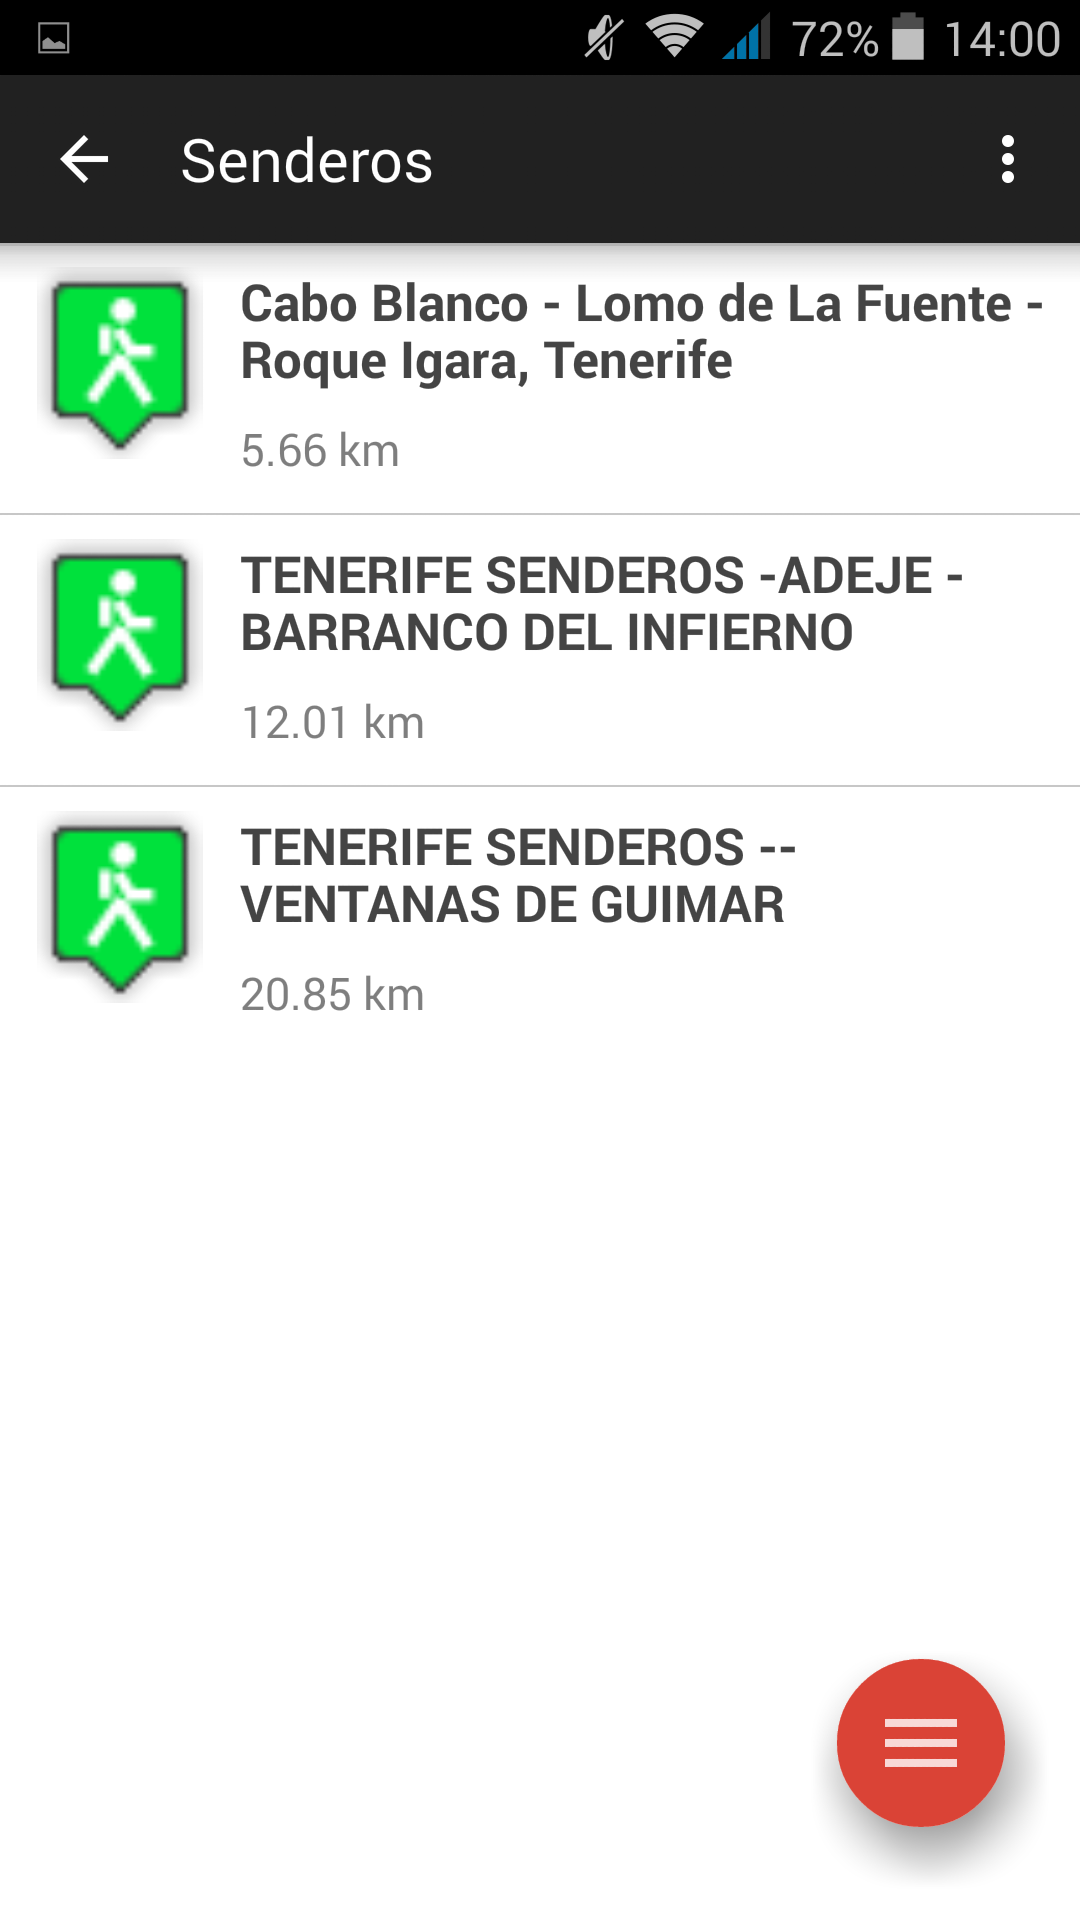 72% 14:00
Senderos
Cabo Blanco - Lomo de La Fuente -
Roque Igara, Tenerife
5.66 km
TENERIFE SENDEROS -ADEJE -
BARRANCO DEL INFIERNO
12.01 km
TENERIFE SENDEROS --
VENTANAS DE GUIMAR
20.85 km